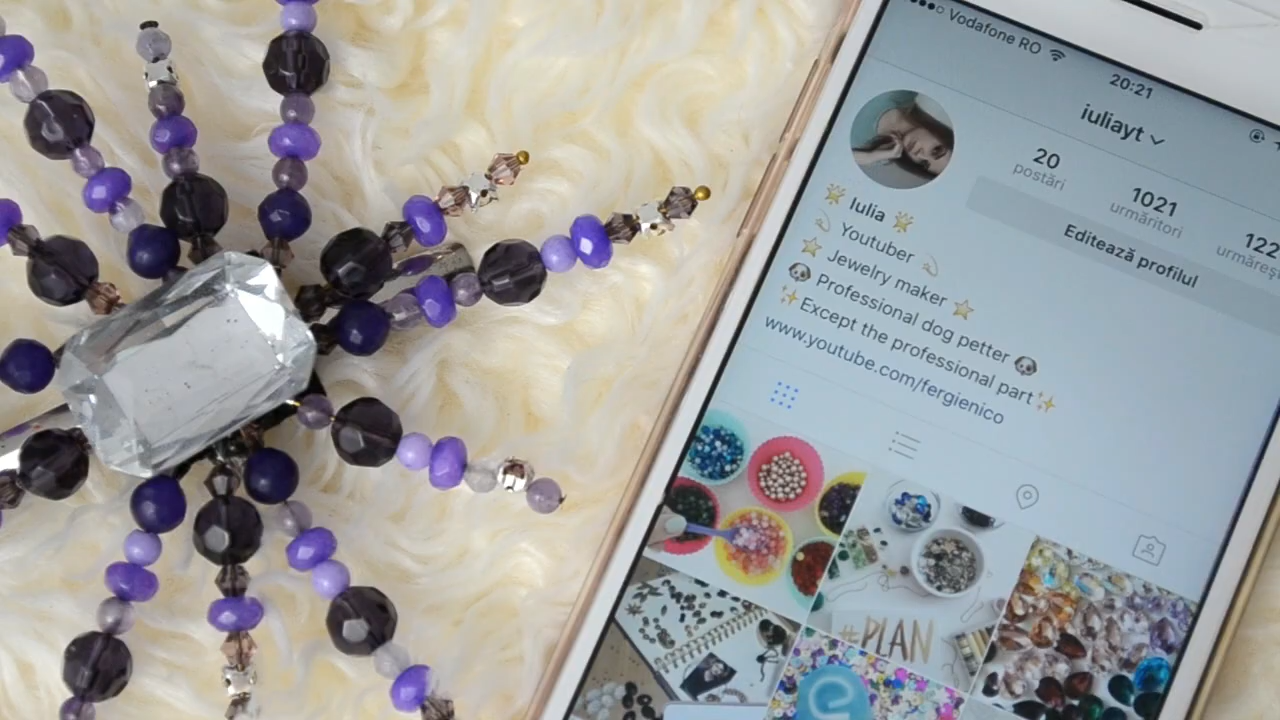 Vodafone RO
20:21
iuliayt
20
postări
1021
urmăritori
122
Editează profilul
Iulia
Youtuber
Jewelry maker
Professional dog petter
Except the professional part
www.youtube.com/fergienico
#PLAN